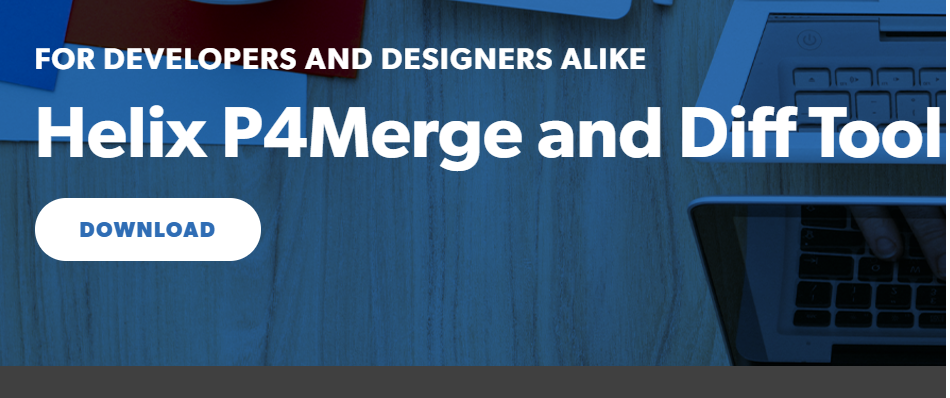 FOR DEVELOPERS AND DESIGNERS ALIKE
Helix P4Merge and Diff Tool
DOWNLOAD